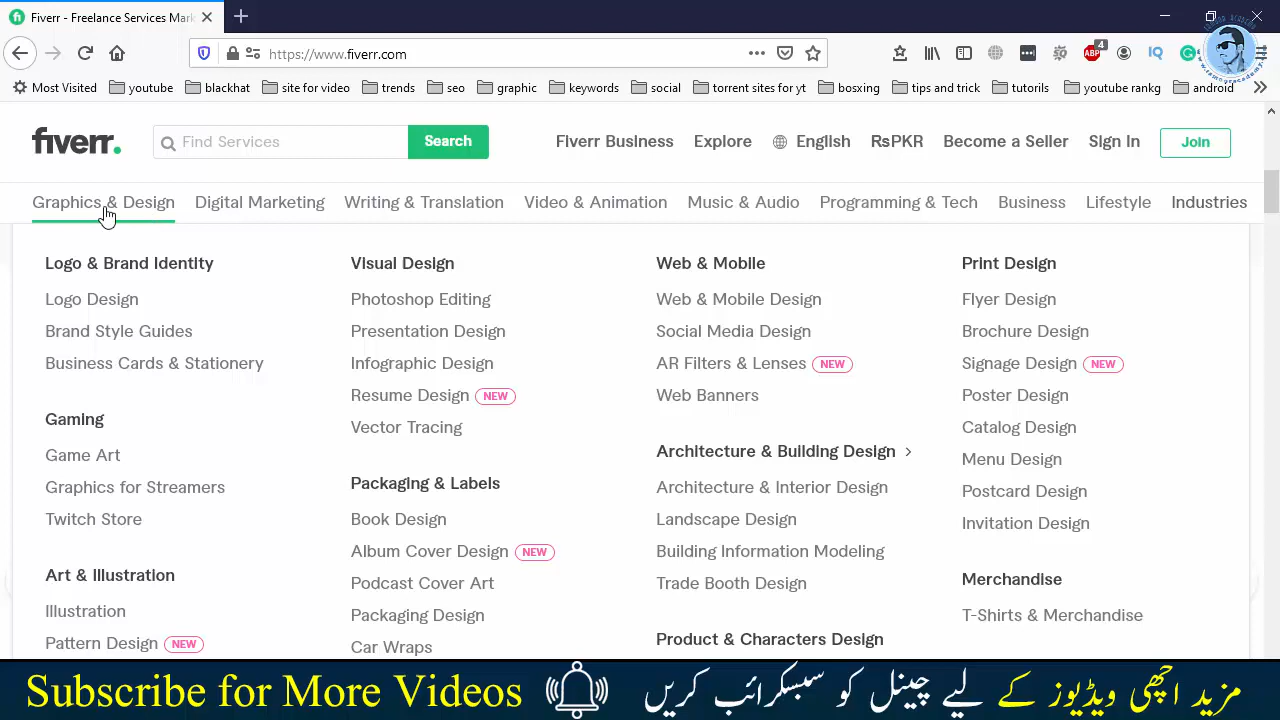 Fiverr - Freelance Services Mark
https://www.fiverr.com
4
Most Visited youtube blackhat site for video trends seo graphic keywords social torrent sites for yt bosxing tips and trick tutorils youtube rankg android
fiverr. Find Services Search Fiverr Business Explore English RsPKR Become a Seller Sign In Join
Graphics & Design Digital Marketing Writing & Translation Video & Animation Music & Audio Programming & Tech Business Lifestyle Industries
Logo & Brand Identity
Logo Design
Brand Style Guides
Business Cards & Stationery
Gaming
Game Art
Graphics for Streamers
Twitch Store
Art & Illustration
Illustration
Pattern Design NEW
Visual Design
Photoshop Editing
Presentation Design
Infographic Design
Resume Design NEW
Vector Tracing
Packaging & Labels
Book Design
Album Cover Design NEW
Podcast Cover Art
Packaging Design
Car Wraps
Web & Mobile
Web & Mobile Design
Social Media Design
AR Filters & Lenses NEW
Web Banners
Architecture & Building Design
Architecture & Interior Design
Landscape Design
Building Information Modeling
Trade Booth Design
Product & Characters Design
Print Design
Flyer Design
Brochure Design
Signage Design NEW
Poster Design
Catalog Design
Menu Design
Postcard Design
Invitation Design
Merchandise
T-Shirts & Merchandise
Subscribe for More Videos
مزید اچھی ویڈیوز کے لیے چینل کو سبسکرائب کریں